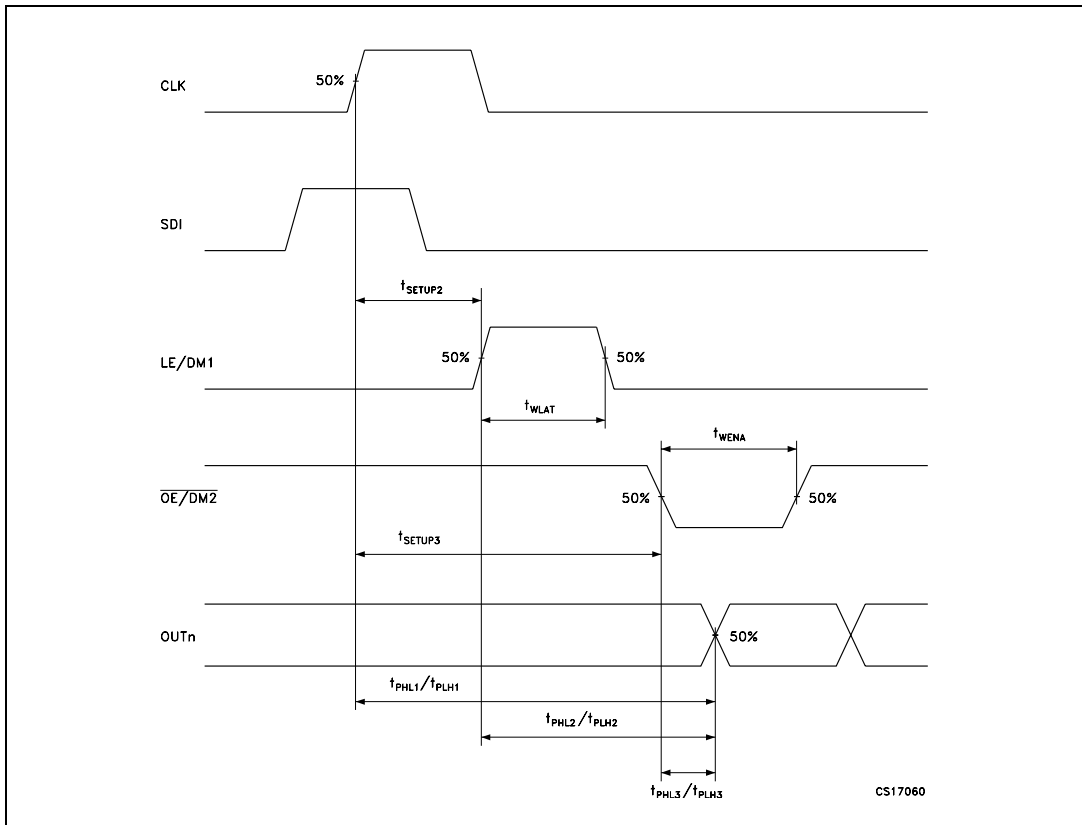 CLK
50%
SDI
tSETUP2
LE/DM1
50%
50%
tWLAT
tWENA
OE/DM2
50%
50%
tSETUP3
OUTn
50%
tPHL1/tPLH1
tPHL2/tPLH2
tPHL3/tPLH3
CS17060